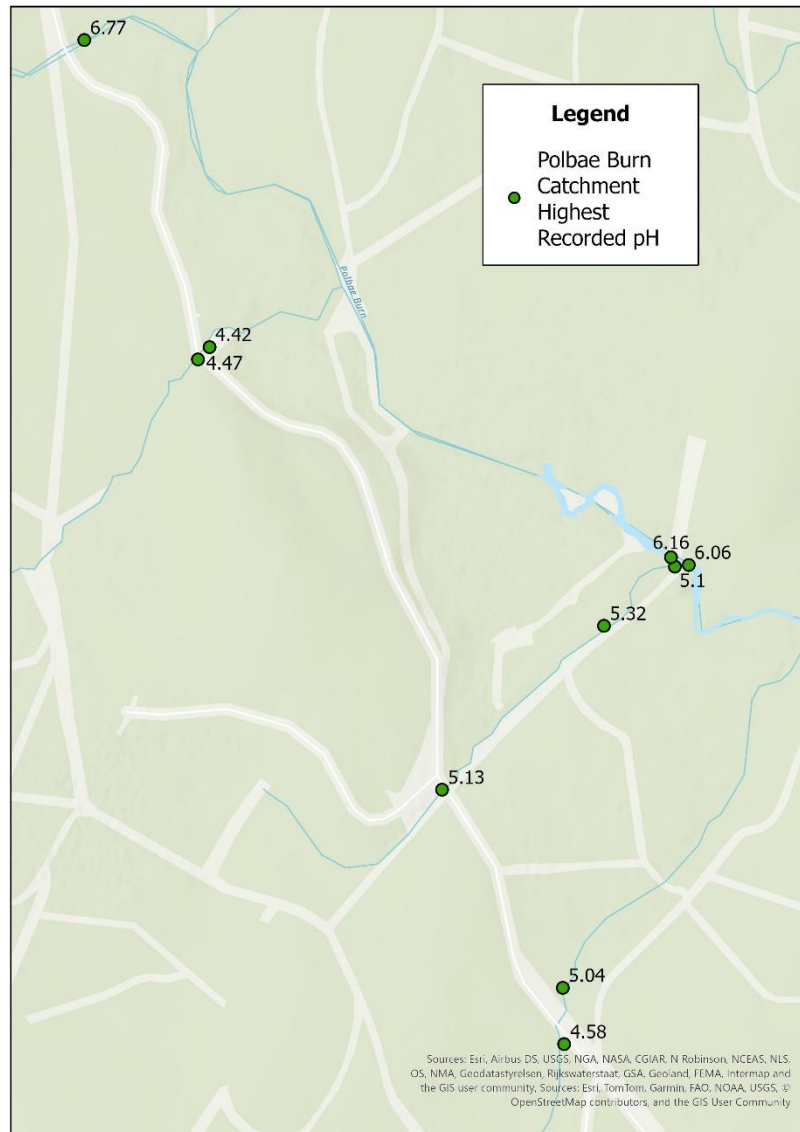 6.77
Legend
Polbae Burn
Catchment
Highest
Recorded pH
Polbae Burn
4.42
4.47
6.16
6.06
5.1
5.32
5.13
5.04
4.58
Sources: Esri, Airbus DS, USGS, NGA, NASA, CGIAR, N Robinson, NCEAS, NLS,
OS, NMA, Geodatastyrelsen, Rijkswaterstaat, GSA, Geoland, FEMA, Intermap and
the GIS user community, Sources: Esri, TomTom, Garmin, FAO, NOAA, USGS, ©
OpenStreetMap contributors, and the GIS User Community